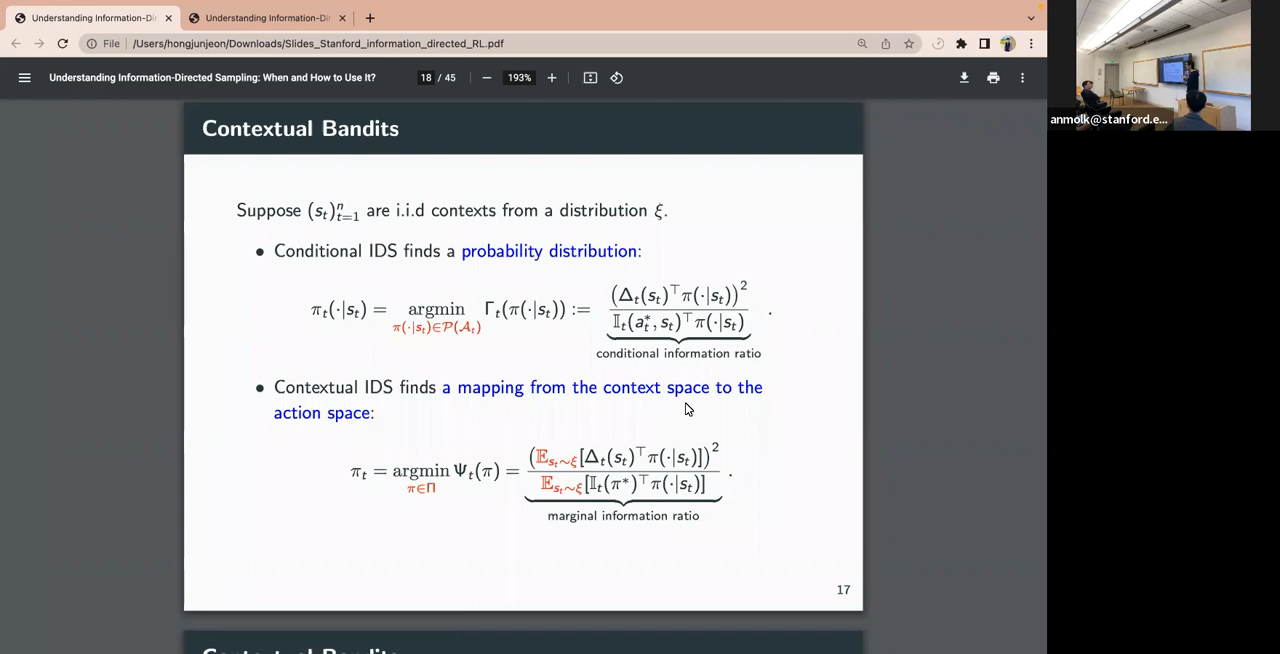 Understanding Information-Di
Understanding Information-Di
File /Users/hongjunjeon/Downloads/Slides_Stanford_information_directed_RL.pdf
Understanding Information-Directed Sampling: When and How to Use It?
18 / 45
193%
anmolk@stanford.e...
Contextual Bandits
Suppose (s_t)_{t=1}^n are i.i.d contexts from a distribution ξ.
• Conditional IDS finds a probability distribution:
π_t(·|s_t) = argmin_{π(·|s_t)∈P(A_t)} Γ_t(π(·|s_t)) := (Δ_t(s_t)^⊤π(·|s_t))^2 / 𝕀_t(a_t^*, s_t)^⊤π(·|s_t) .
conditional information ratio
• Contextual IDS finds a mapping from the context space to the
action space:
π_t = argmin_{π∈Π} Ψ_t(π) = (𝔼_{s_t∼ξ}[Δ_t(s_t)^⊤π(·|s_t)])^2 / 𝔼_{s_t∼ξ}[𝕀_t(π^*)^⊤π(·|s_t)] .
marginal information ratio
17